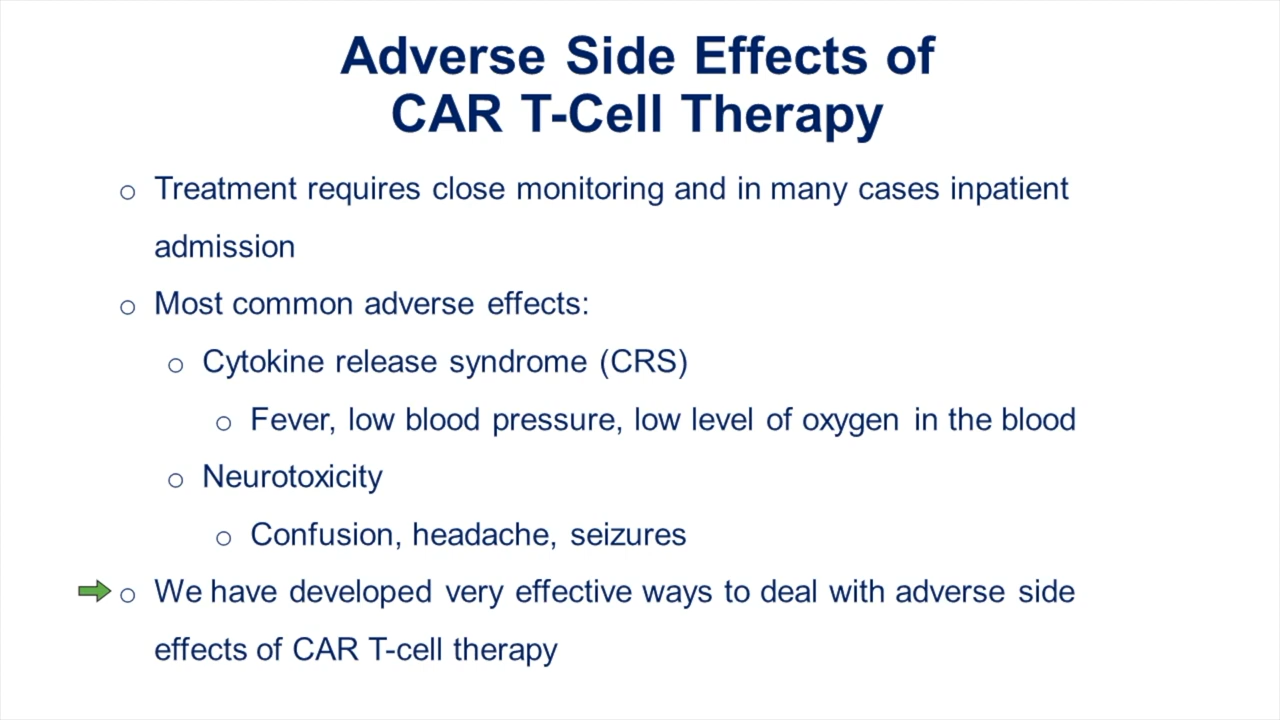 Adverse Side Effects of
CAR T-Cell Therapy
Treatment requires close monitoring and in many cases inpatient
admission
Most common adverse effects:
Cytokine release syndrome (CRS)
Fever, low blood pressure, low level of oxygen in the blood
Neurotoxicity
Confusion, headache, seizures
We have developed very effective ways to deal with adverse side
effects of CAR T-cell therapy